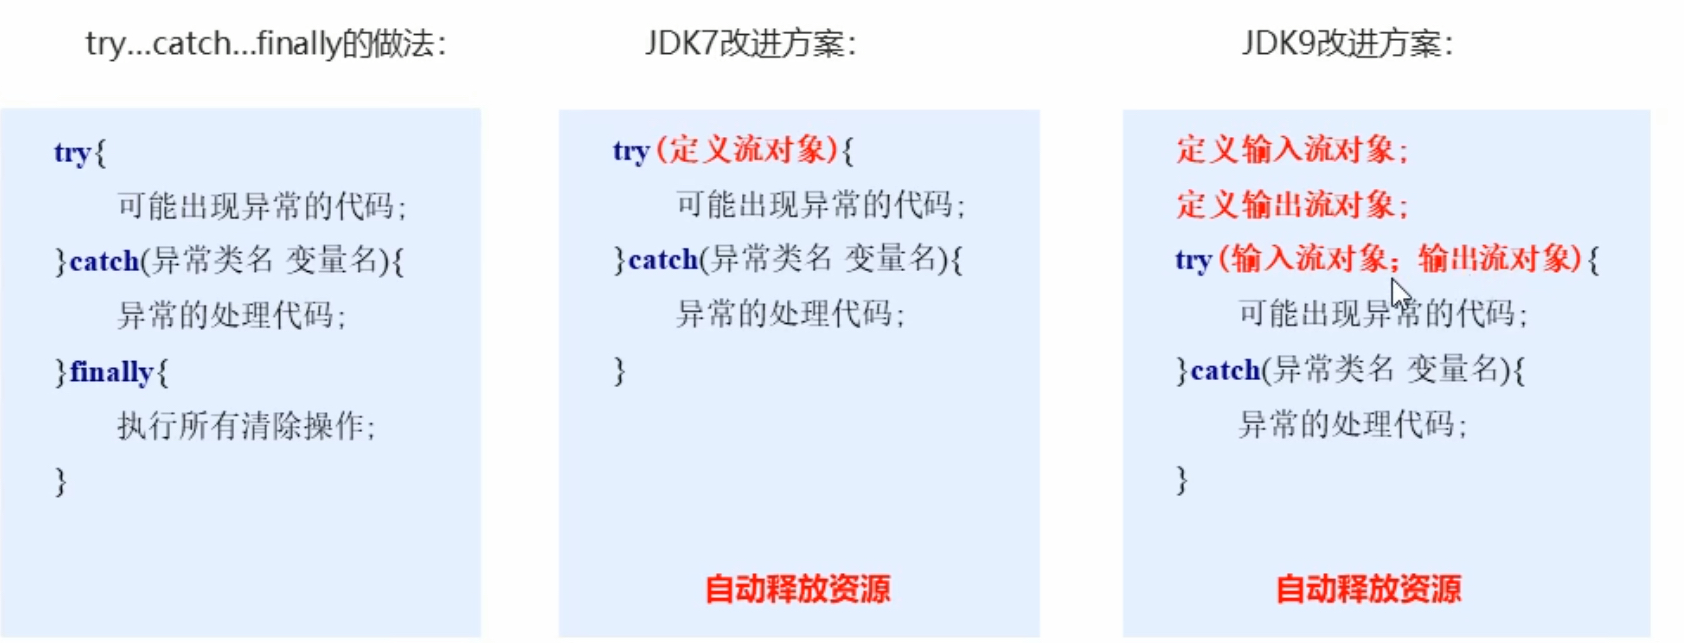 try...catch...finally的做法：
try{
可能出现异常的代码;
}catch(异常类名 变量名){
异常的处理代码;
}finally{
执行所有清除操作;
}
JDK7改进方案：
try(定义流对象){
可能出现异常的代码;
}catch(异常类名 变量名){
异常的处理代码;
}
自动释放资源
JDK9改进方案：
定义输入流对象;
定义输出流对象;
try(输入流对象；输出流对象){
可能出现异常的代码;
}catch(异常类名 变量名){
异常的处理代码;
}
自动释放资源